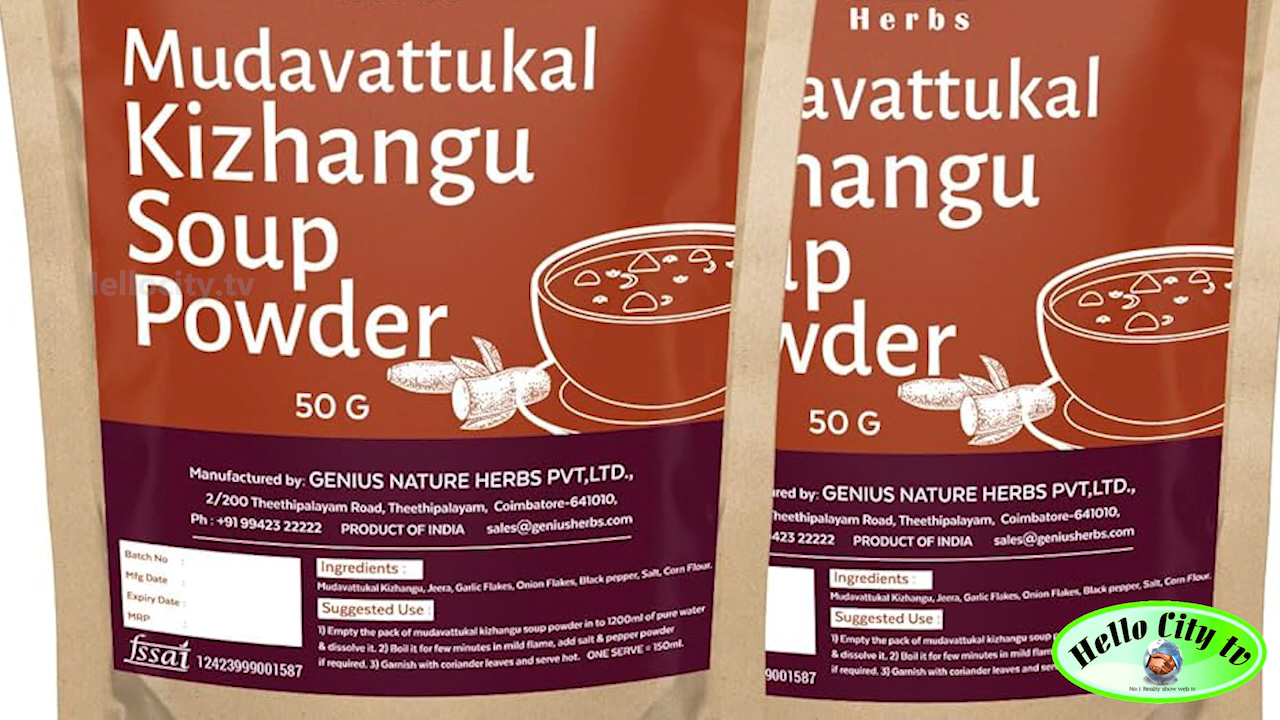 Mudavattukal
Kizhangu
Soup
Powder
50 G
Manufactured by: GENIUS NATURE HERBS PVT,LTD.,
2/200 Theethipalayam Road, Theethipalayam, Coimbatore-641010,
Ph : +91 99423 22222 PRODUCT OF INDIA sales@geniusherbs.com
Batch No :
Mfg Date :
Expiry Date :
MRP :
Ingredients :
Mudavattukal Kizhangu, Jeera, Garlic Flakes, Onion Flakes, Black pepper, Salt, Corn Flour.
Suggested Use :
1) Empty the pack of mudavattukal kizhangu soup powder in to 1200ml of pure water
& dissolve it. 2) Boil it for few minutes in mild flame, add salt & pepper powder
if required. 3) Garnish with coriander leaves and serve hot. ONE SERVE = 150ml.
fssai 12423999001587
Herbs
avattukal
hangu
up
wder
50 G
red by: GENIUS NATURE HERBS PVT,LTD.,
heethipalayam Road, Theethipalayam, Coimbatore-641010,
423 22222 PRODUCT OF INDIA sales@geniusherbs.com
Ingredients :
Mudavattukal Kizhangu, Jeera, Garlic Flakes, Onion Flakes, Black pepper, Salt, Corn Flour.
Suggested Use :
1) Empty the pack of mudavattukal kizhangu soup
& dissolve it. 2) Boil it for few minutes in mild
if required. 3) Garnish with coriander leaves and
9001587
Hellocity.tv
Hello City tv
No:1 Realty show web tv